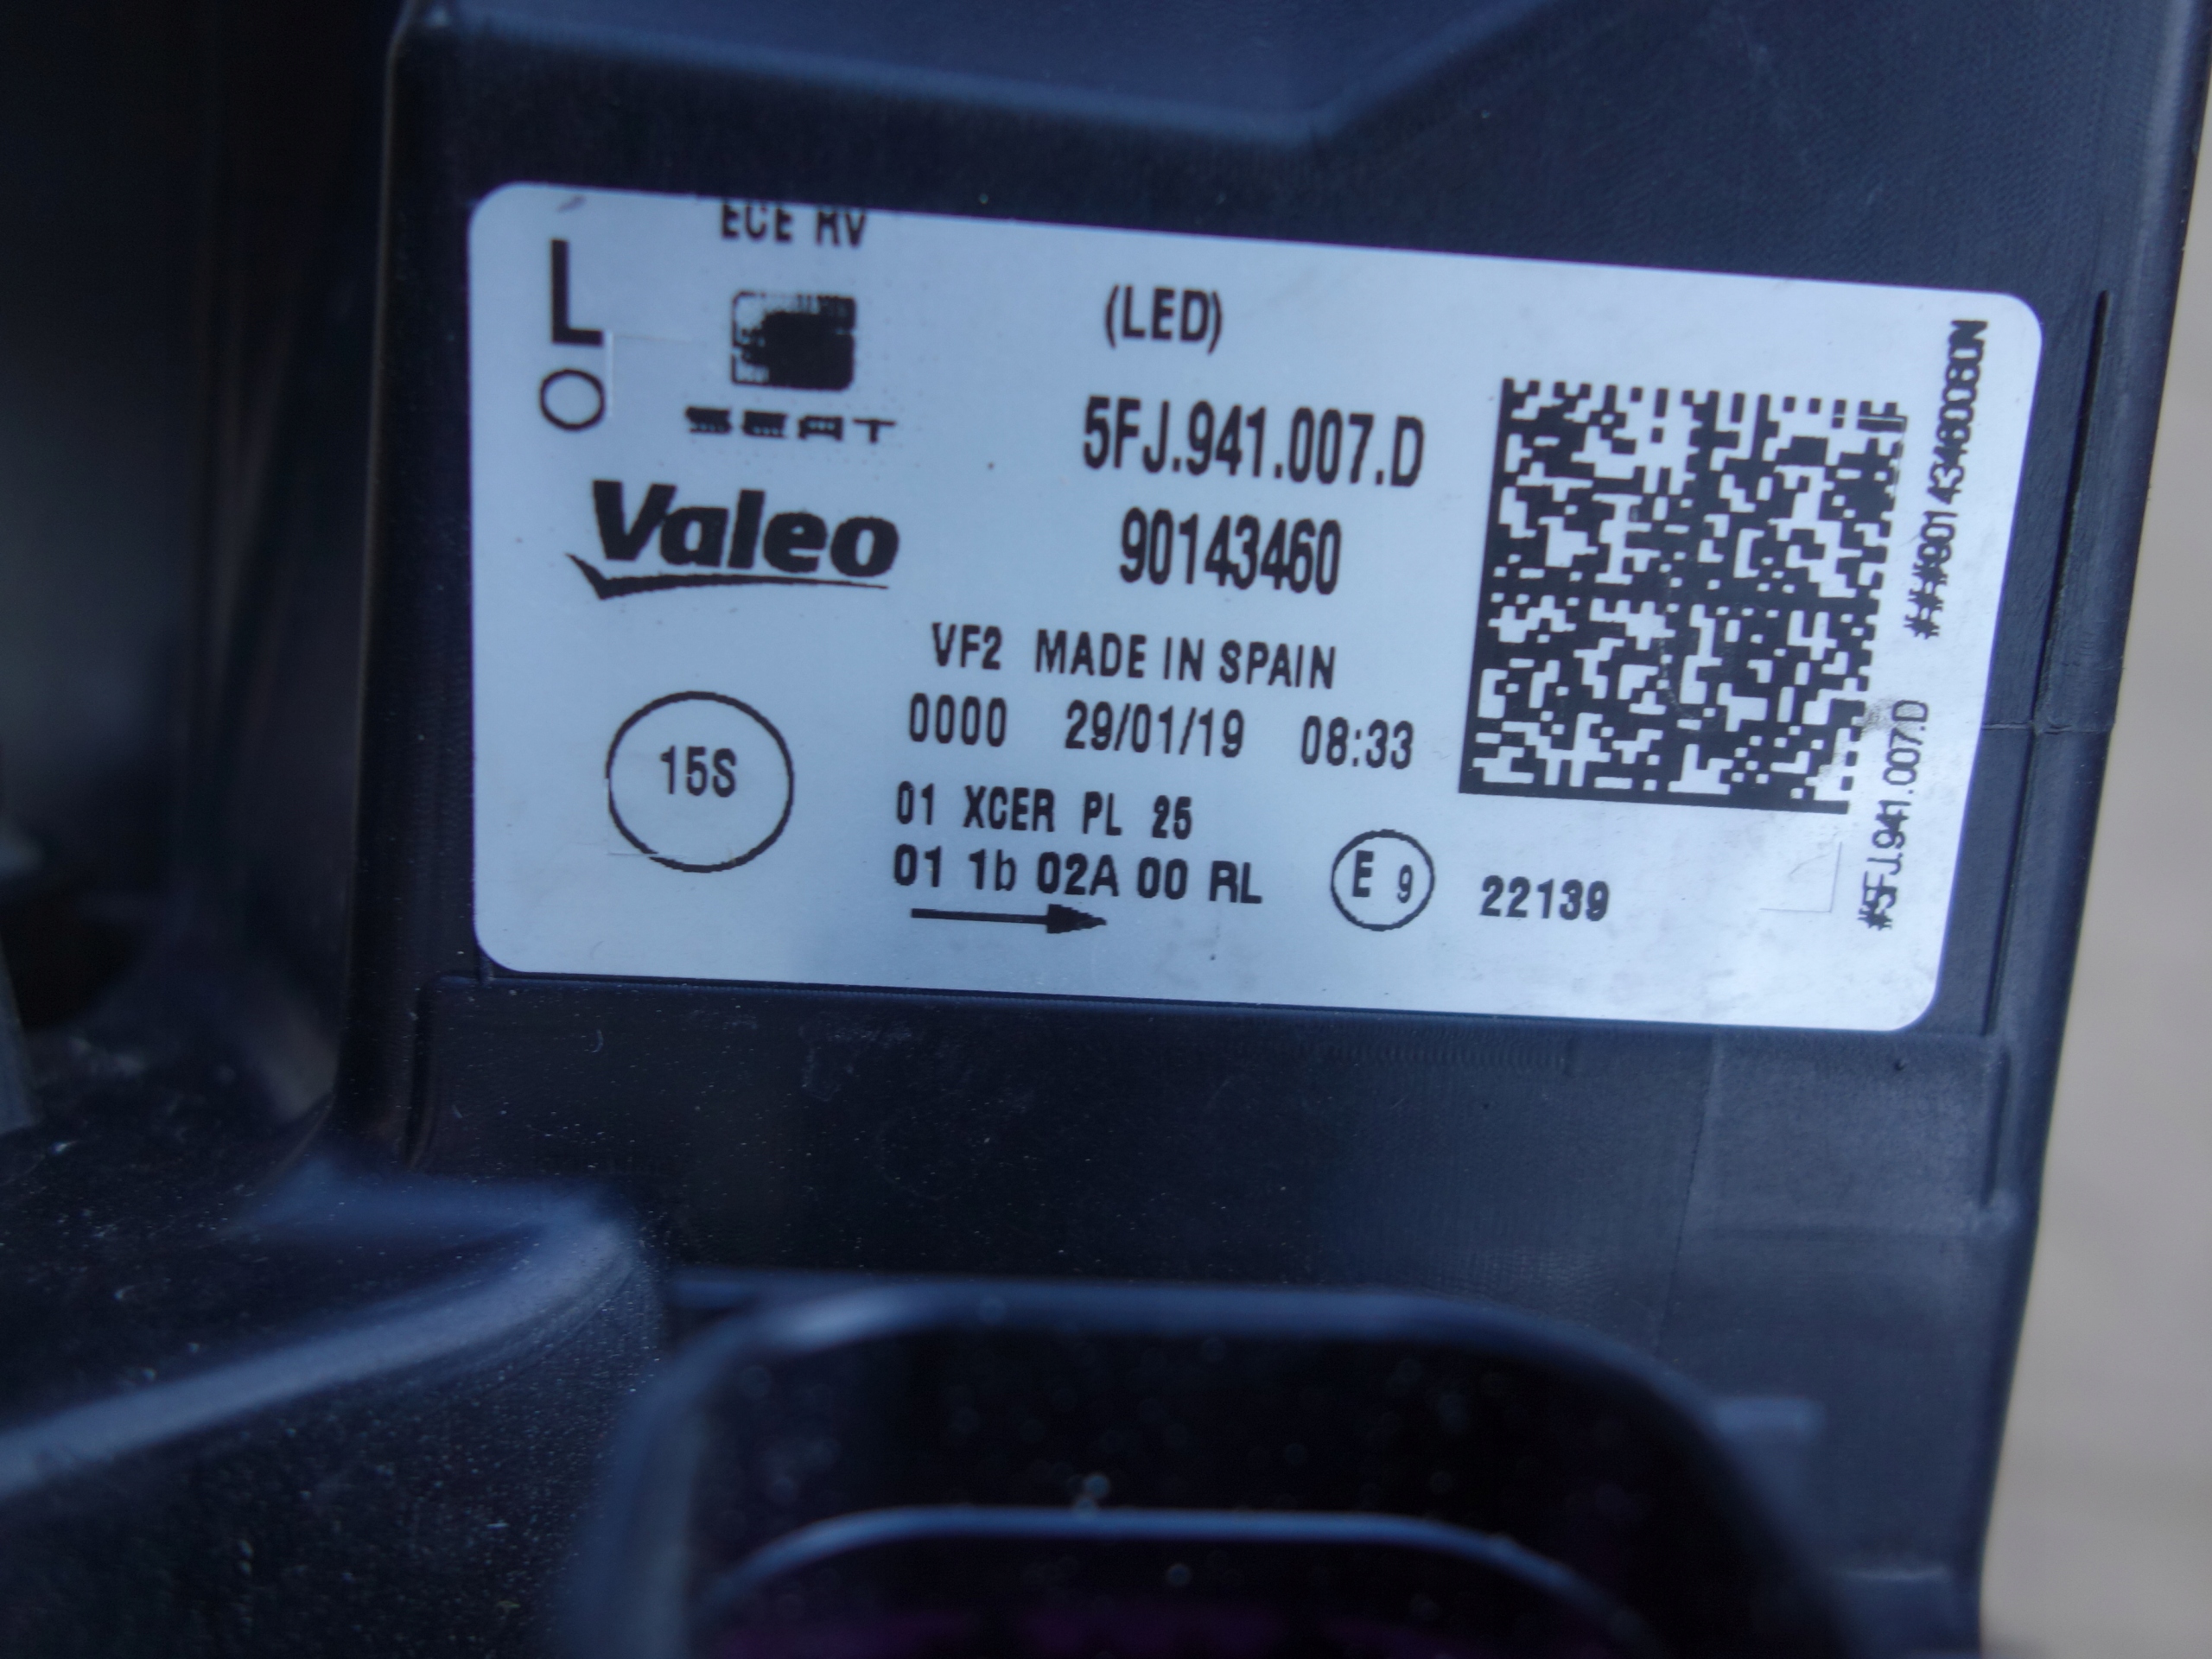 ECE RV
L
O
(LED)
SEAT
5FJ.941.007.D
Valeo
90143460
VF2 MADE IN SPAIN
0000 29/01/19 08:33
15S
01 XCER PL 25
01 1b 02A 00 RL
E 9
22139
#5FJ.941.007.D